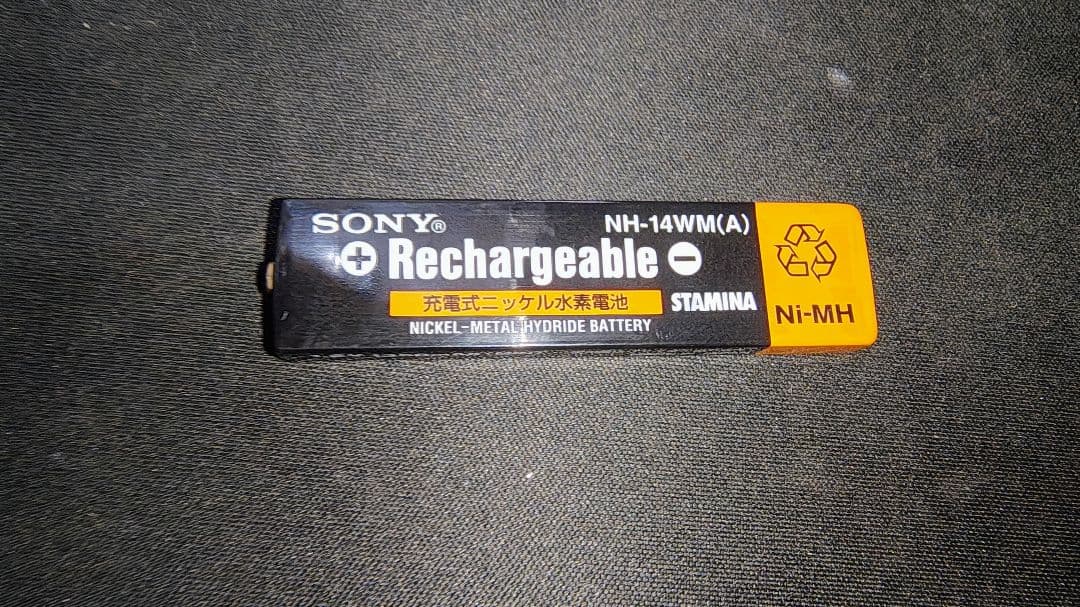 SONY® NH-14WM(A)
⊕ Rechargeable ⊖
充電式ニッケル水素電池 STAMINA
NICKEL-METAL HYDRIDE BATTERY
Ni-MH